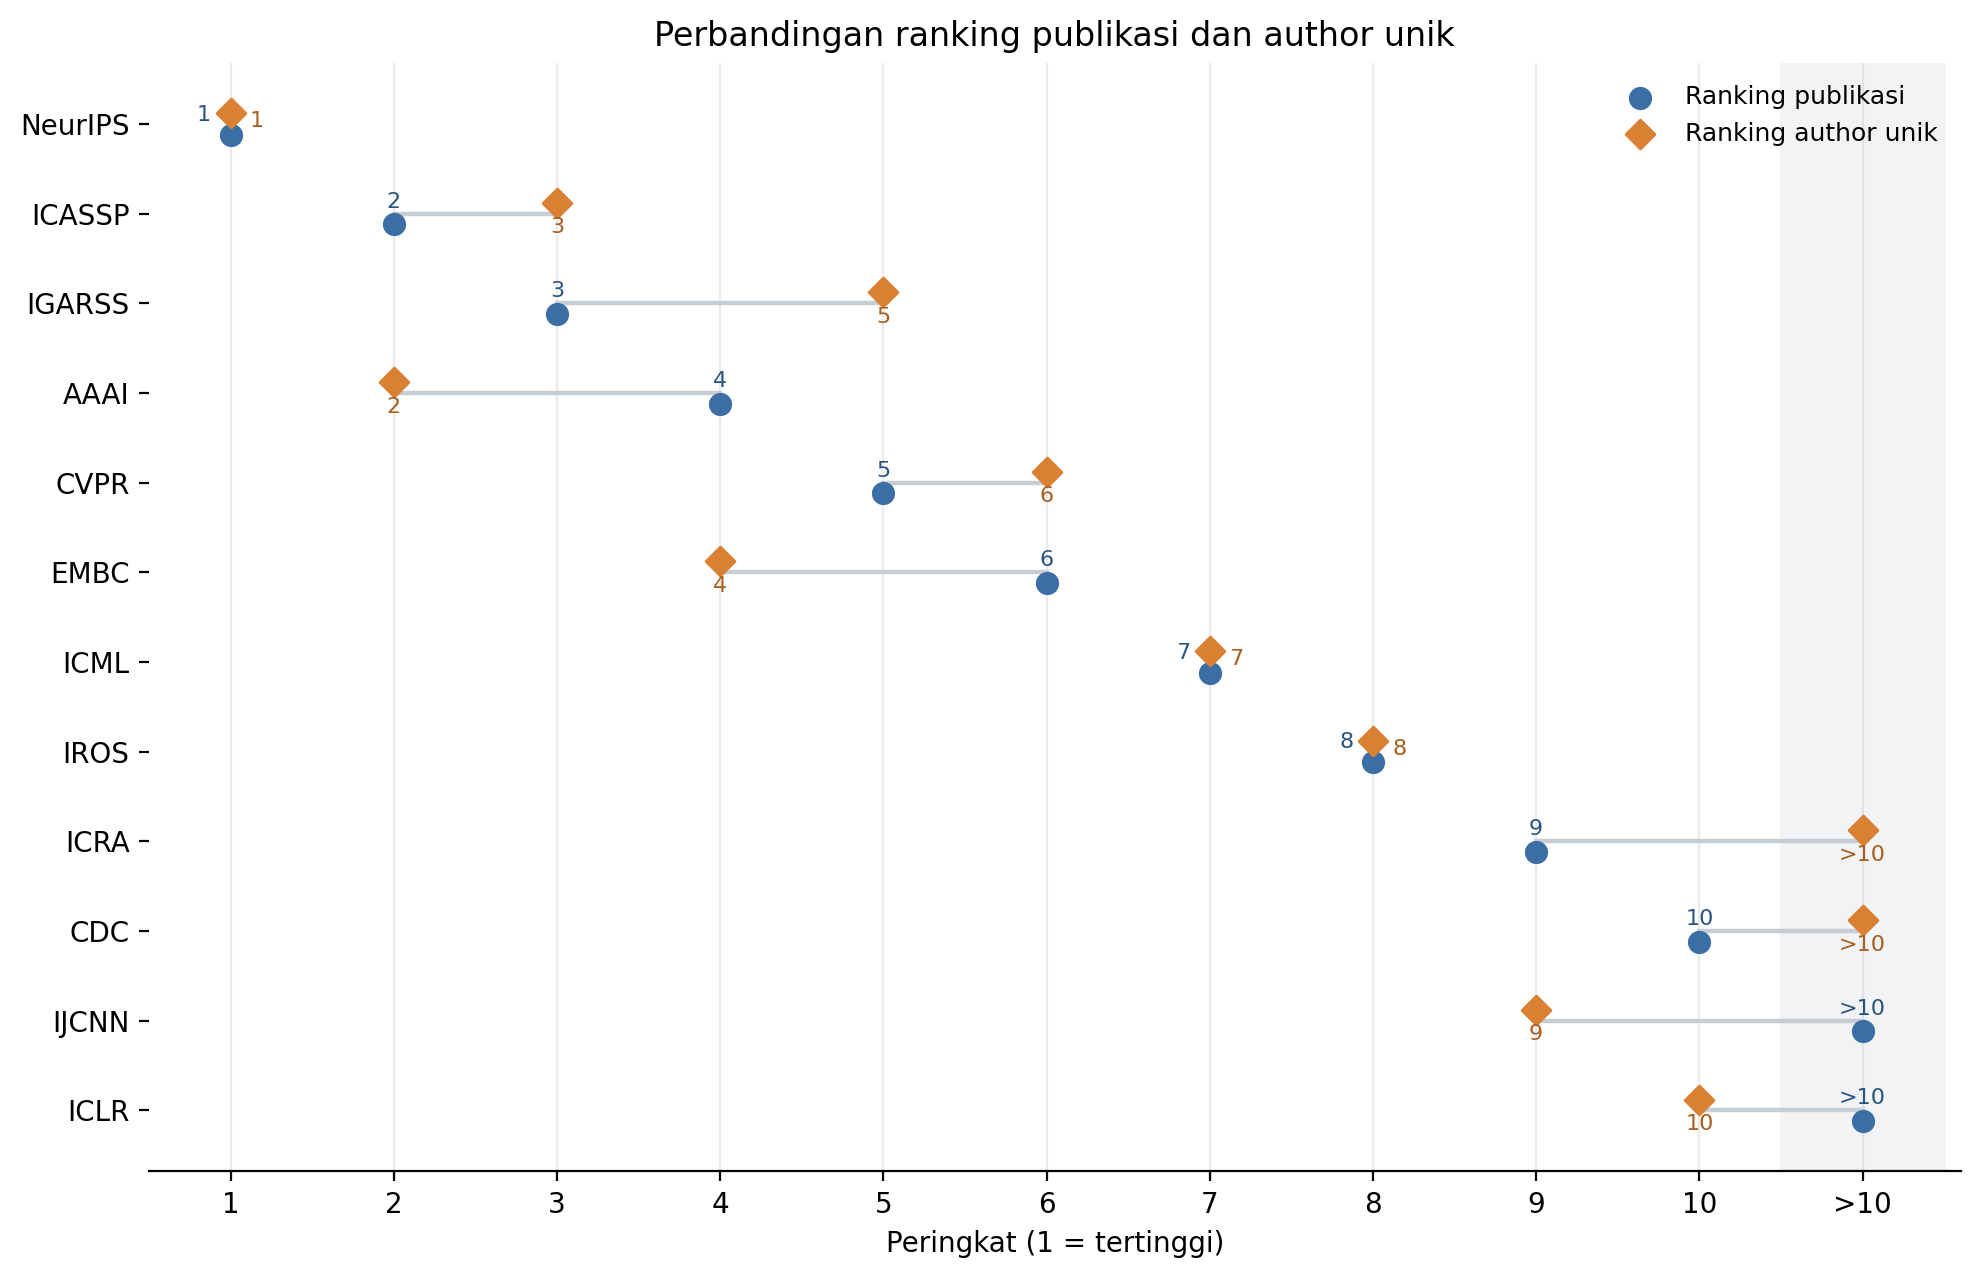 Perbandingan ranking publikasi dan author unik
Ranking publikasi
Ranking author unik
NeurIPS 1 1
ICASSP 2 3
IGARSS 3 5
AAAI 2 4
CVPR 5 6
EMBC 4 6
ICML 7 7
IROS 8 8
ICRA 9 >10
CDC 10 >10
IJCNN 9 >10
ICLR 10 >10
1 2 3 4 5 6 7 8 9 10 >10
Peringkat (1 = tertinggi)